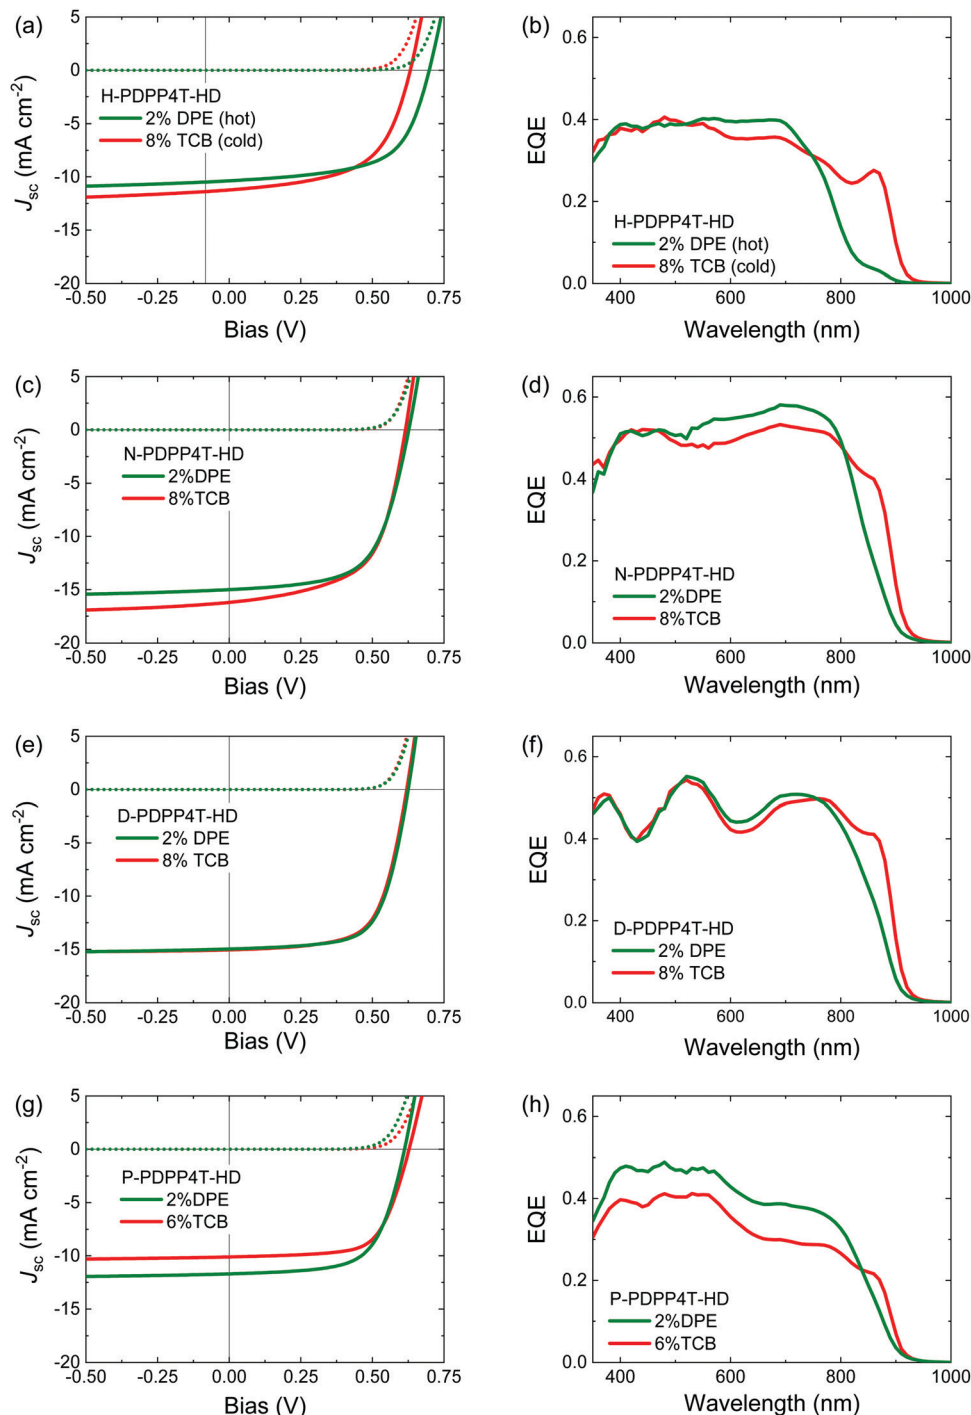 (a)
5
0
-5
-10
-15
-20
J_sc (mA cm⁻²)
H-PDPP4T-HD
2% DPE (hot)
8% TCB (cold)
-0.50 -0.25 0.00 0.25 0.50 0.75
Bias (V)
(b)
0.6
0.4
0.2
0.0
EQE
H-PDPP4T-HD
2% DPE (hot)
8% TCB (cold)
400 600 800 1000
Wavelength (nm)
(c)
5
0
-5
-10
-15
-20
J_sc (mA cm⁻²)
N-PDPP4T-HD
2%DPE
8%TCB
-0.50 -0.25 0.00 0.25 0.50 0.75
Bias (V)
(d)
0.6
0.4
0.2
0.0
EQE
N-PDPP4T-HD
2%DPE
8%TCB
400 600 800 1000
Wavelength (nm)
(e)
5
0
-5
-10
-15
-20
J_sc (mA cm⁻²)
D-PDPP4T-HD
2% DPE
8% TCB
-0.50 -0.25 0.00 0.25 0.50 0.75
Bias (V)
(f)
0.6
0.4
0.2
0.0
EQE
D-PDPP4T-HD
2% DPE
8% TCB
400 600 800 1000
Wavelength (nm)
(g)
5
0
-5
-10
-15
-20
J_sc (mA cm⁻²)
P-PDPP4T-HD
2%DPE
6%TCB
-0.50 -0.25 0.00 0.25 0.50 0.75
Bias (V)
(h)
0.6
0.4
0.2
0.0
EQE
P-PDPP4T-HD
2%DPE
6%TCB
400 600 800 1000
Wavelength (nm)